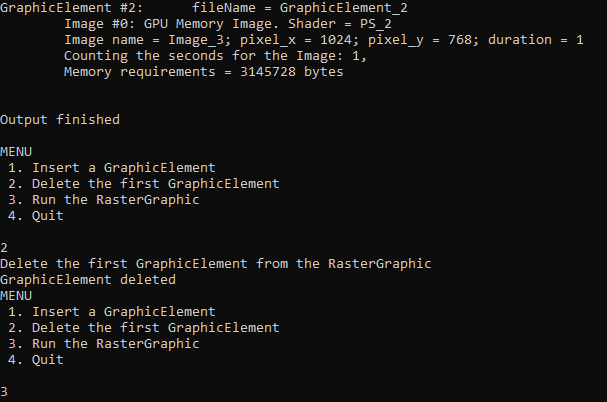 GraphicElement #2:      fileName = GraphicElement_2
        Image #0: GPU Memory Image. Shader = PS_2
        Image name = Image_3; pixel_x = 1024; pixel_y = 768; duration = 1
        Counting the seconds for the Image: 1,
        Memory requirements = 3145728 bytes
Output finished
MENU
 1. Insert a GraphicElement
 2. Delete the first GraphicElement
 3. Run the RasterGraphic
 4. Quit
2
Delete the first GraphicElement from the RasterGraphic
GraphicElement deleted
MENU
 1. Insert a GraphicElement
 2. Delete the first GraphicElement
 3. Run the RasterGraphic
 4. Quit
3